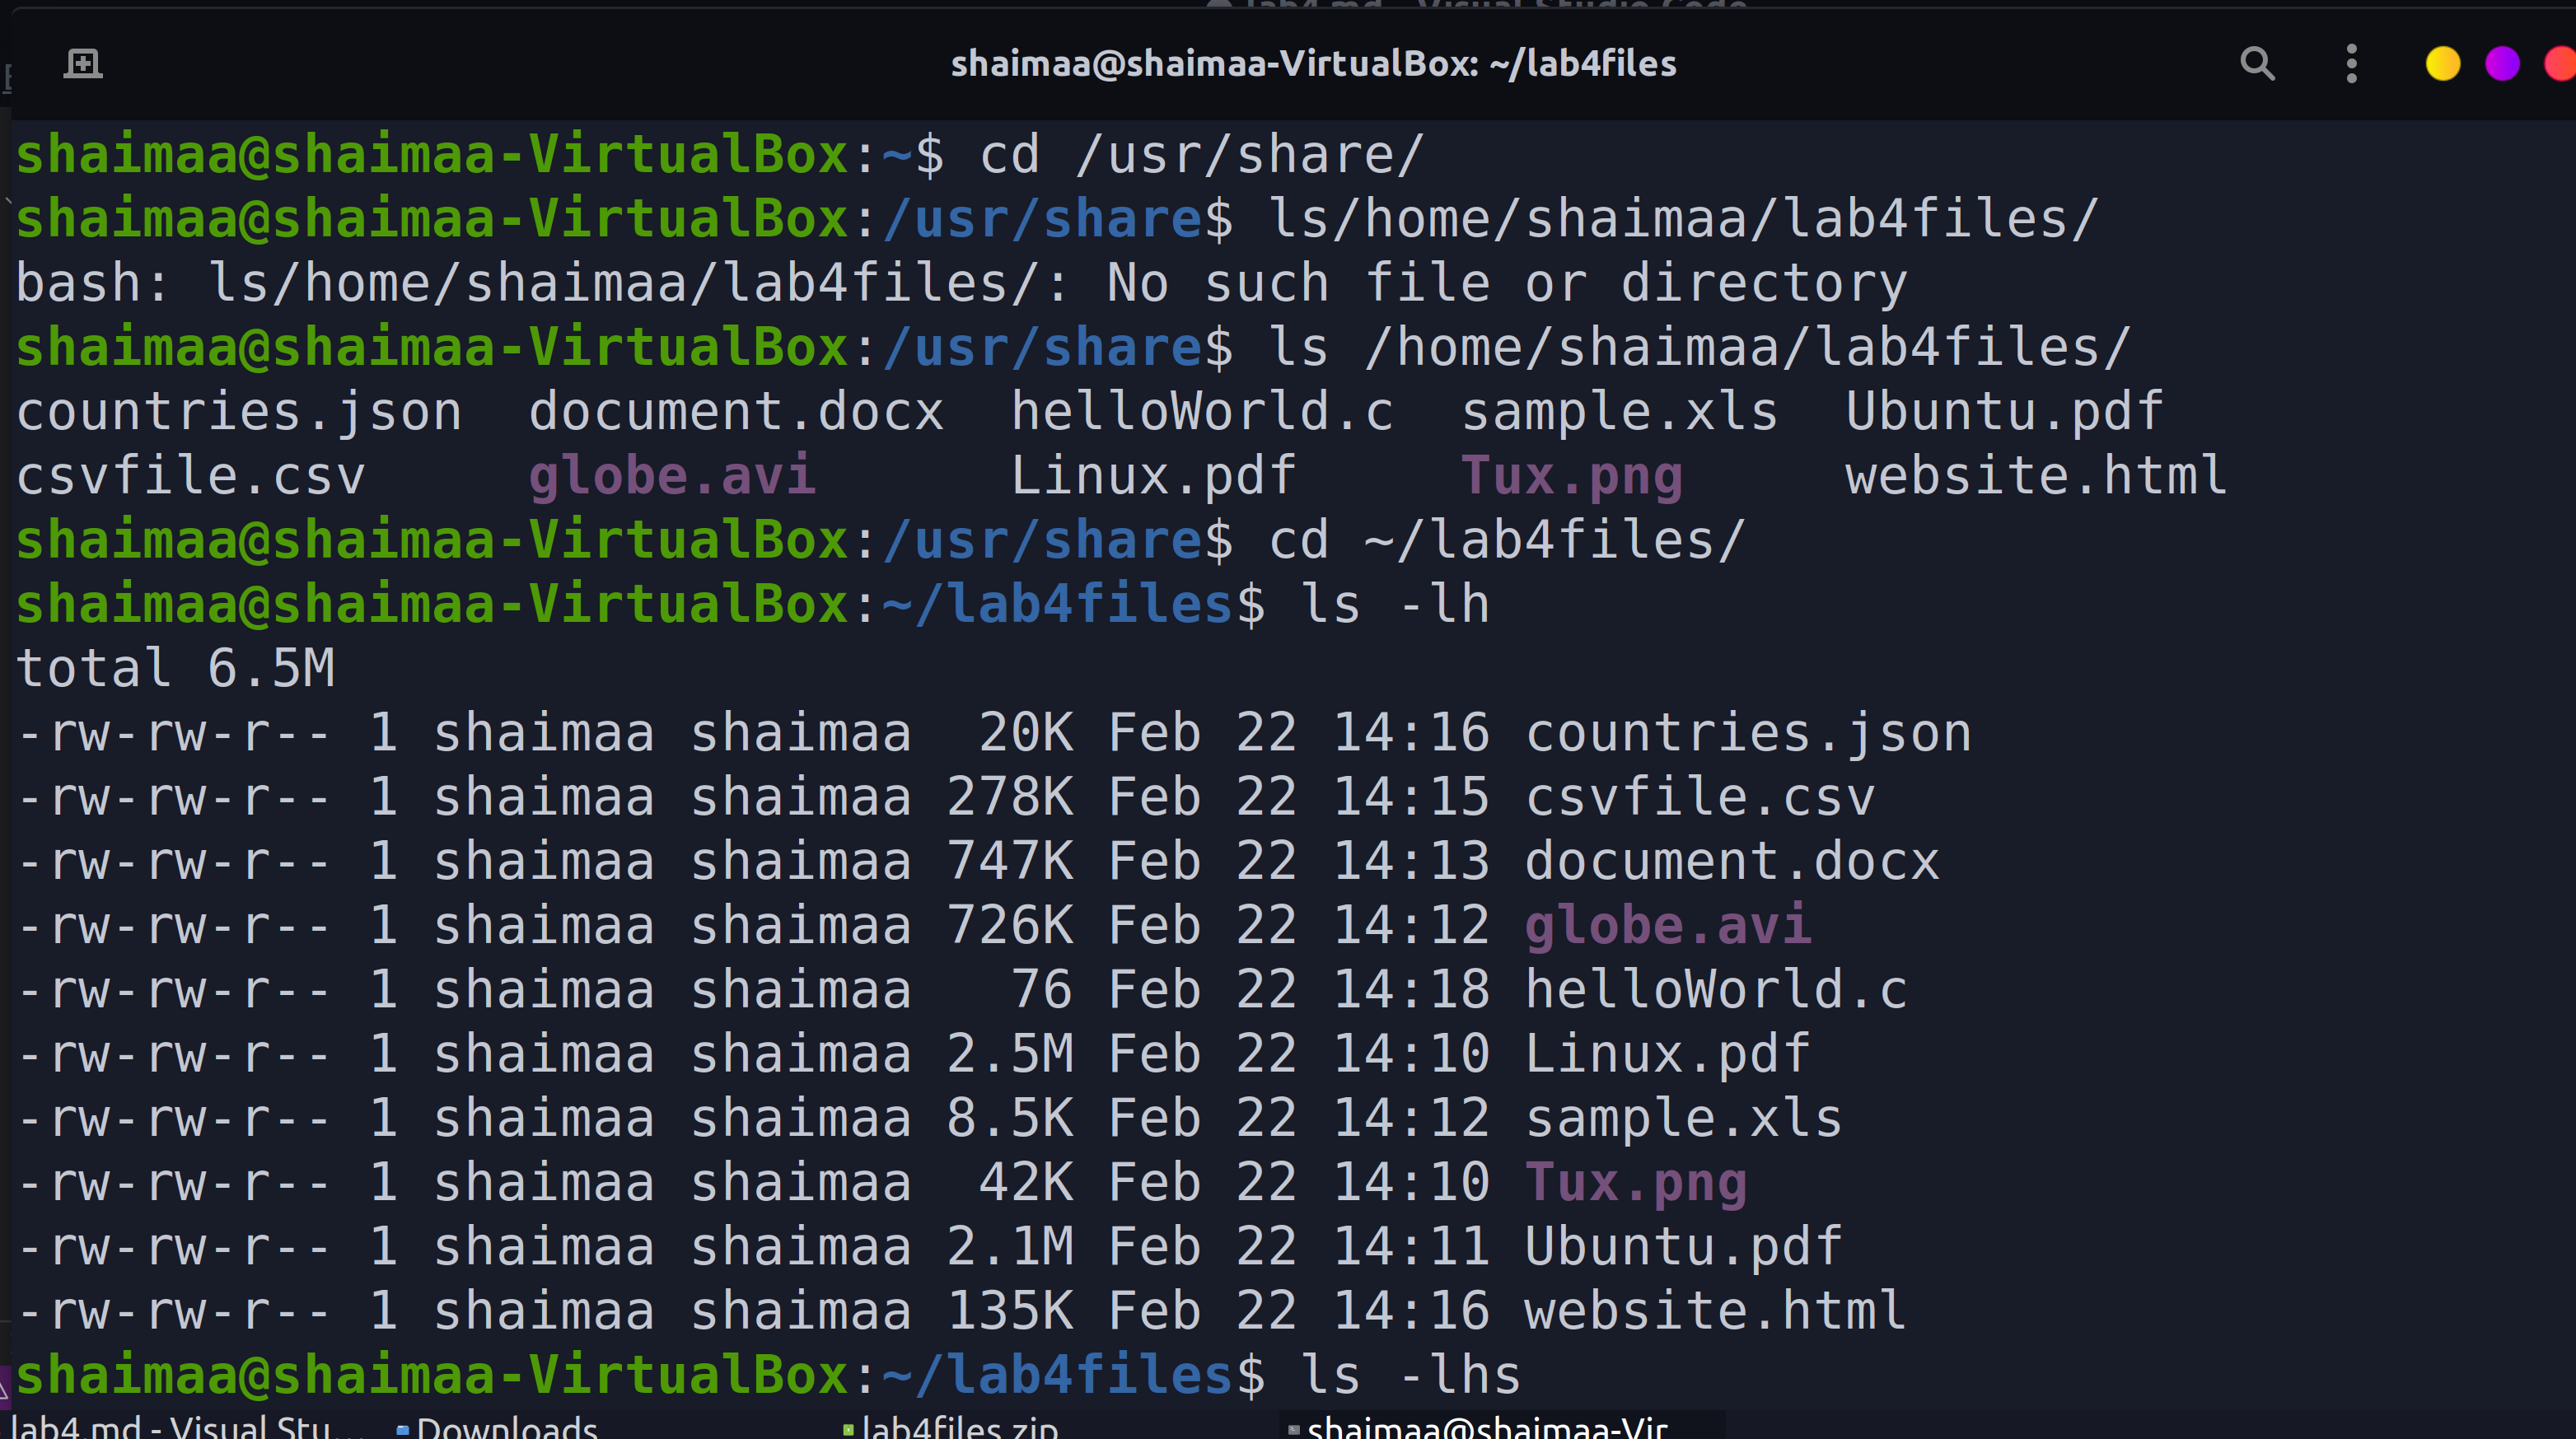 lab4.md - Visual Studio Code
shaimaa@shaimaa-VirtualBox: ~/lab4files
shaimaa@shaimaa-VirtualBox:~$ cd /usr/share/
shaimaa@shaimaa-VirtualBox:/usr/share$ ls/home/shaimaa/lab4files/
bash: ls/home/shaimaa/lab4files/: No such file or directory
shaimaa@shaimaa-VirtualBox:/usr/share$ ls /home/shaimaa/lab4files/
countries.json  document.docx  helloWorld.c  sample.xls  Ubuntu.pdf
csvfile.csv     globe.avi      Linux.pdf     Tux.png     website.html
shaimaa@shaimaa-VirtualBox:/usr/share$ cd ~/lab4files/
shaimaa@shaimaa-VirtualBox:~/lab4files$ ls -lh
total 6.5M
-rw-rw-r-- 1 shaimaa shaimaa  20K Feb 22 14:16 countries.json
-rw-rw-r-- 1 shaimaa shaimaa 278K Feb 22 14:15 csvfile.csv
-rw-rw-r-- 1 shaimaa shaimaa 747K Feb 22 14:13 document.docx
-rw-rw-r-- 1 shaimaa shaimaa 726K Feb 22 14:12 globe.avi
-rw-rw-r-- 1 shaimaa shaimaa   76 Feb 22 14:18 helloWorld.c
-rw-rw-r-- 1 shaimaa shaimaa 2.5M Feb 22 14:10 Linux.pdf
-rw-rw-r-- 1 shaimaa shaimaa 8.5K Feb 22 14:12 sample.xls
-rw-rw-r-- 1 shaimaa shaimaa  42K Feb 22 14:10 Tux.png
-rw-rw-r-- 1 shaimaa shaimaa 2.1M Feb 22 14:11 Ubuntu.pdf
-rw-rw-r-- 1 shaimaa shaimaa 135K Feb 22 14:16 website.html
shaimaa@shaimaa-VirtualBox:~/lab4files$ ls -lhs
lab4.md - Visual Stu... Downloads lab4files.zip shaimaa@shaimaa-Vir